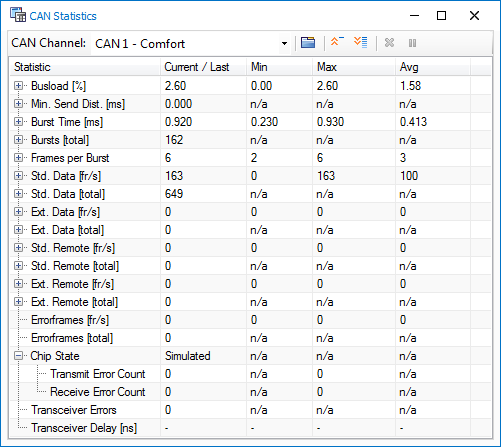 CAN Statistics
CAN Channel: CAN 1 - Comfort
Statistic Current / Last Min Max Avg
Busload [%] 2.60 0.00 2.60 1.58
Min. Send Dist. [ms] 0.000 n/a n/a n/a
Burst Time [ms] 0.920 0.230 0.930 0.413
Bursts [total] 162 n/a n/a n/a
Frames per Burst 6 2 6 3
Std. Data [fr/s] 163 0 163 100
Std. Data [total] 649 n/a n/a n/a
Ext. Data [fr/s] 0 0 0 0
Ext. Data [total] 0 n/a n/a n/a
Std. Remote [fr/s] 0 0 0 0
Std. Remote [total] 0 n/a n/a n/a
Ext. Remote [fr/s] 0 0 0 0
Ext. Remote [total] 0 n/a n/a n/a
Errorframes [fr/s] 0 0 0 0
Errorframes [total] 0 n/a n/a n/a
Chip State Simulated n/a n/a n/a
Transmit Error Count 0 n/a 0 n/a
Receive Error Count 0 n/a 0 n/a
Transceiver Errors 0 n/a n/a n/a
Transceiver Delay [ns] - - - -